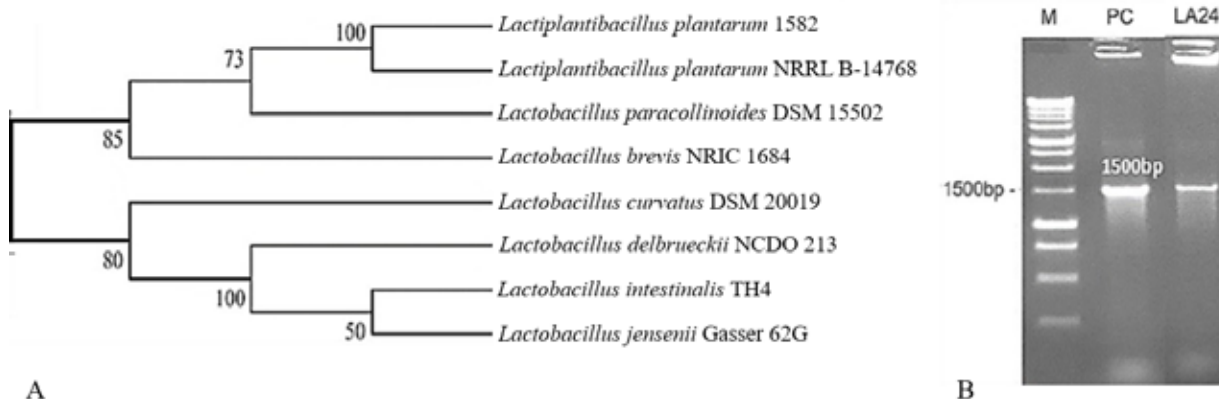 100
Lactiplantibacillus plantarum 1582
73
Lactiplantibacillus plantarum NRRL B-14768
Lactobacillus paracollinoides DSM 15502
85
Lactobacillus brevis NRIC 1684
Lactobacillus curvatus DSM 20019
80
Lactobacillus delbrueckii NCDO 213
100
Lactobacillus intestinalis TH4
50
Lactobacillus jensenii Gasser 62G
A
M PC LA24
1500bp
1500bp -
B